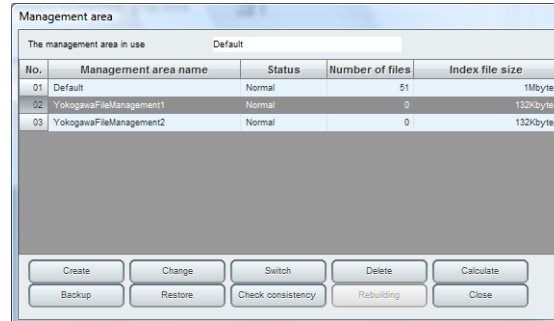 Management area
The management area in use Default
No. Management area name Status Number of files Index file size
01 Default Normal 51 1Mbyte
02 YokogawaFileManagement1 Normal 0 132Kbyte
03 YokogawaFileManagement2 Normal 0 132Kbyte
Create Change Switch Delete Calculate
Backup Restore Check consistency Rebuilding Close